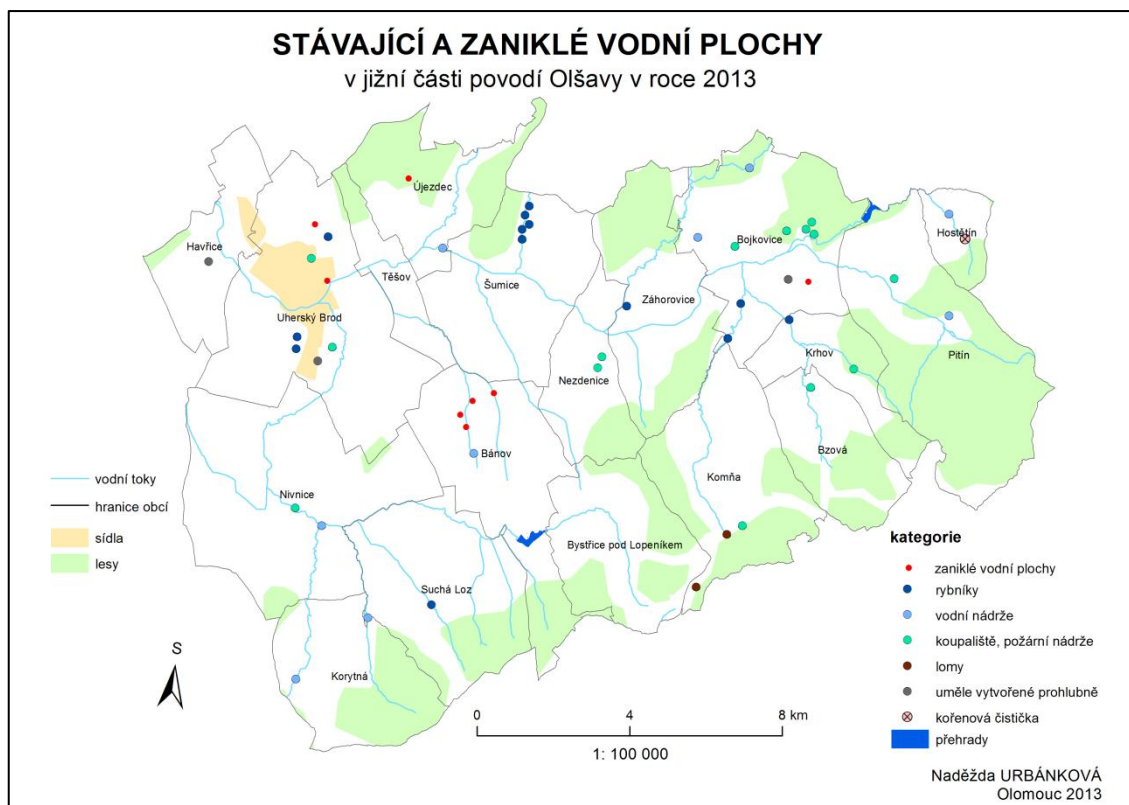 STÁVAJÍCÍ A ZANIKLÉ VODNÍ PLOCHY
v jižní části povodí Olšavy v roce 2013
Újezdec
Havřice
Hostětín
Bojkovice
Těšov
Šumice
Záhorovice
Uherský Brod
Krhov
Pitín
Nezdenice
Bánov
Bzová
Komňa
Nivnice
Bystřice pod Lopeníkem
Suchá Loz
Korytná
vodní toky
hranice obcí
sídla
lesy
S
0 4 8 km
1: 100 000
kategorie
zaniklé vodní plochy
rybníky
vodní nádrže
koupaliště, požární nádrže
lomy
uměle vytvořené prohlubně
kořenová čistička
přehrady
Naděžda URBÁNKOVÁ
Olomouc 2013